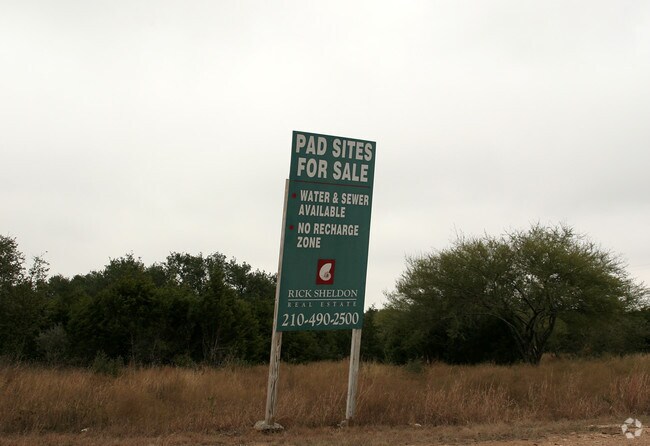 PAD SITES
FOR SALE
WATER & SEWER
AVAILABLE
NO RECHARGE
ZONE
RICK SHELDON
REAL ESTATE
210-490-2500